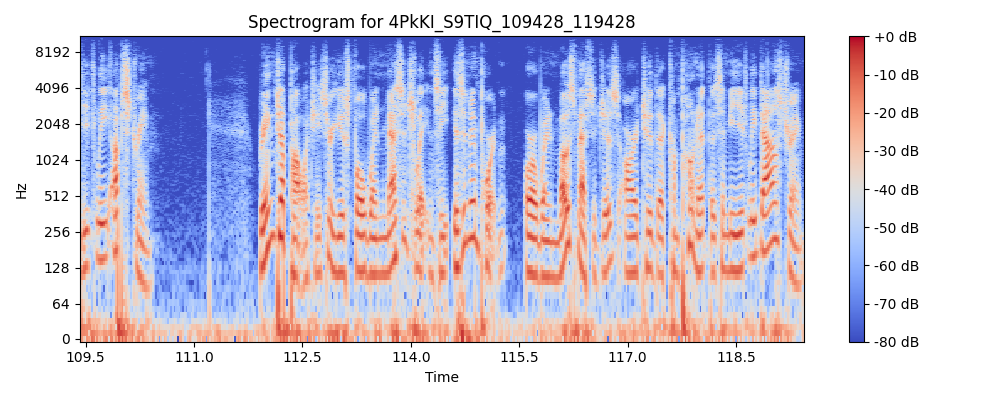 Spectrogram for 4PkKI_S9TIQ_109428_119428
8192
4096
2048
1024
512
256
128
64
0
Hz
109.5 111.0 112.5 114.0 115.5 117.0 118.5
Time
+0 dB
-10 dB
-20 dB
-30 dB
-40 dB
-50 dB
-60 dB
-70 dB
-80 dB